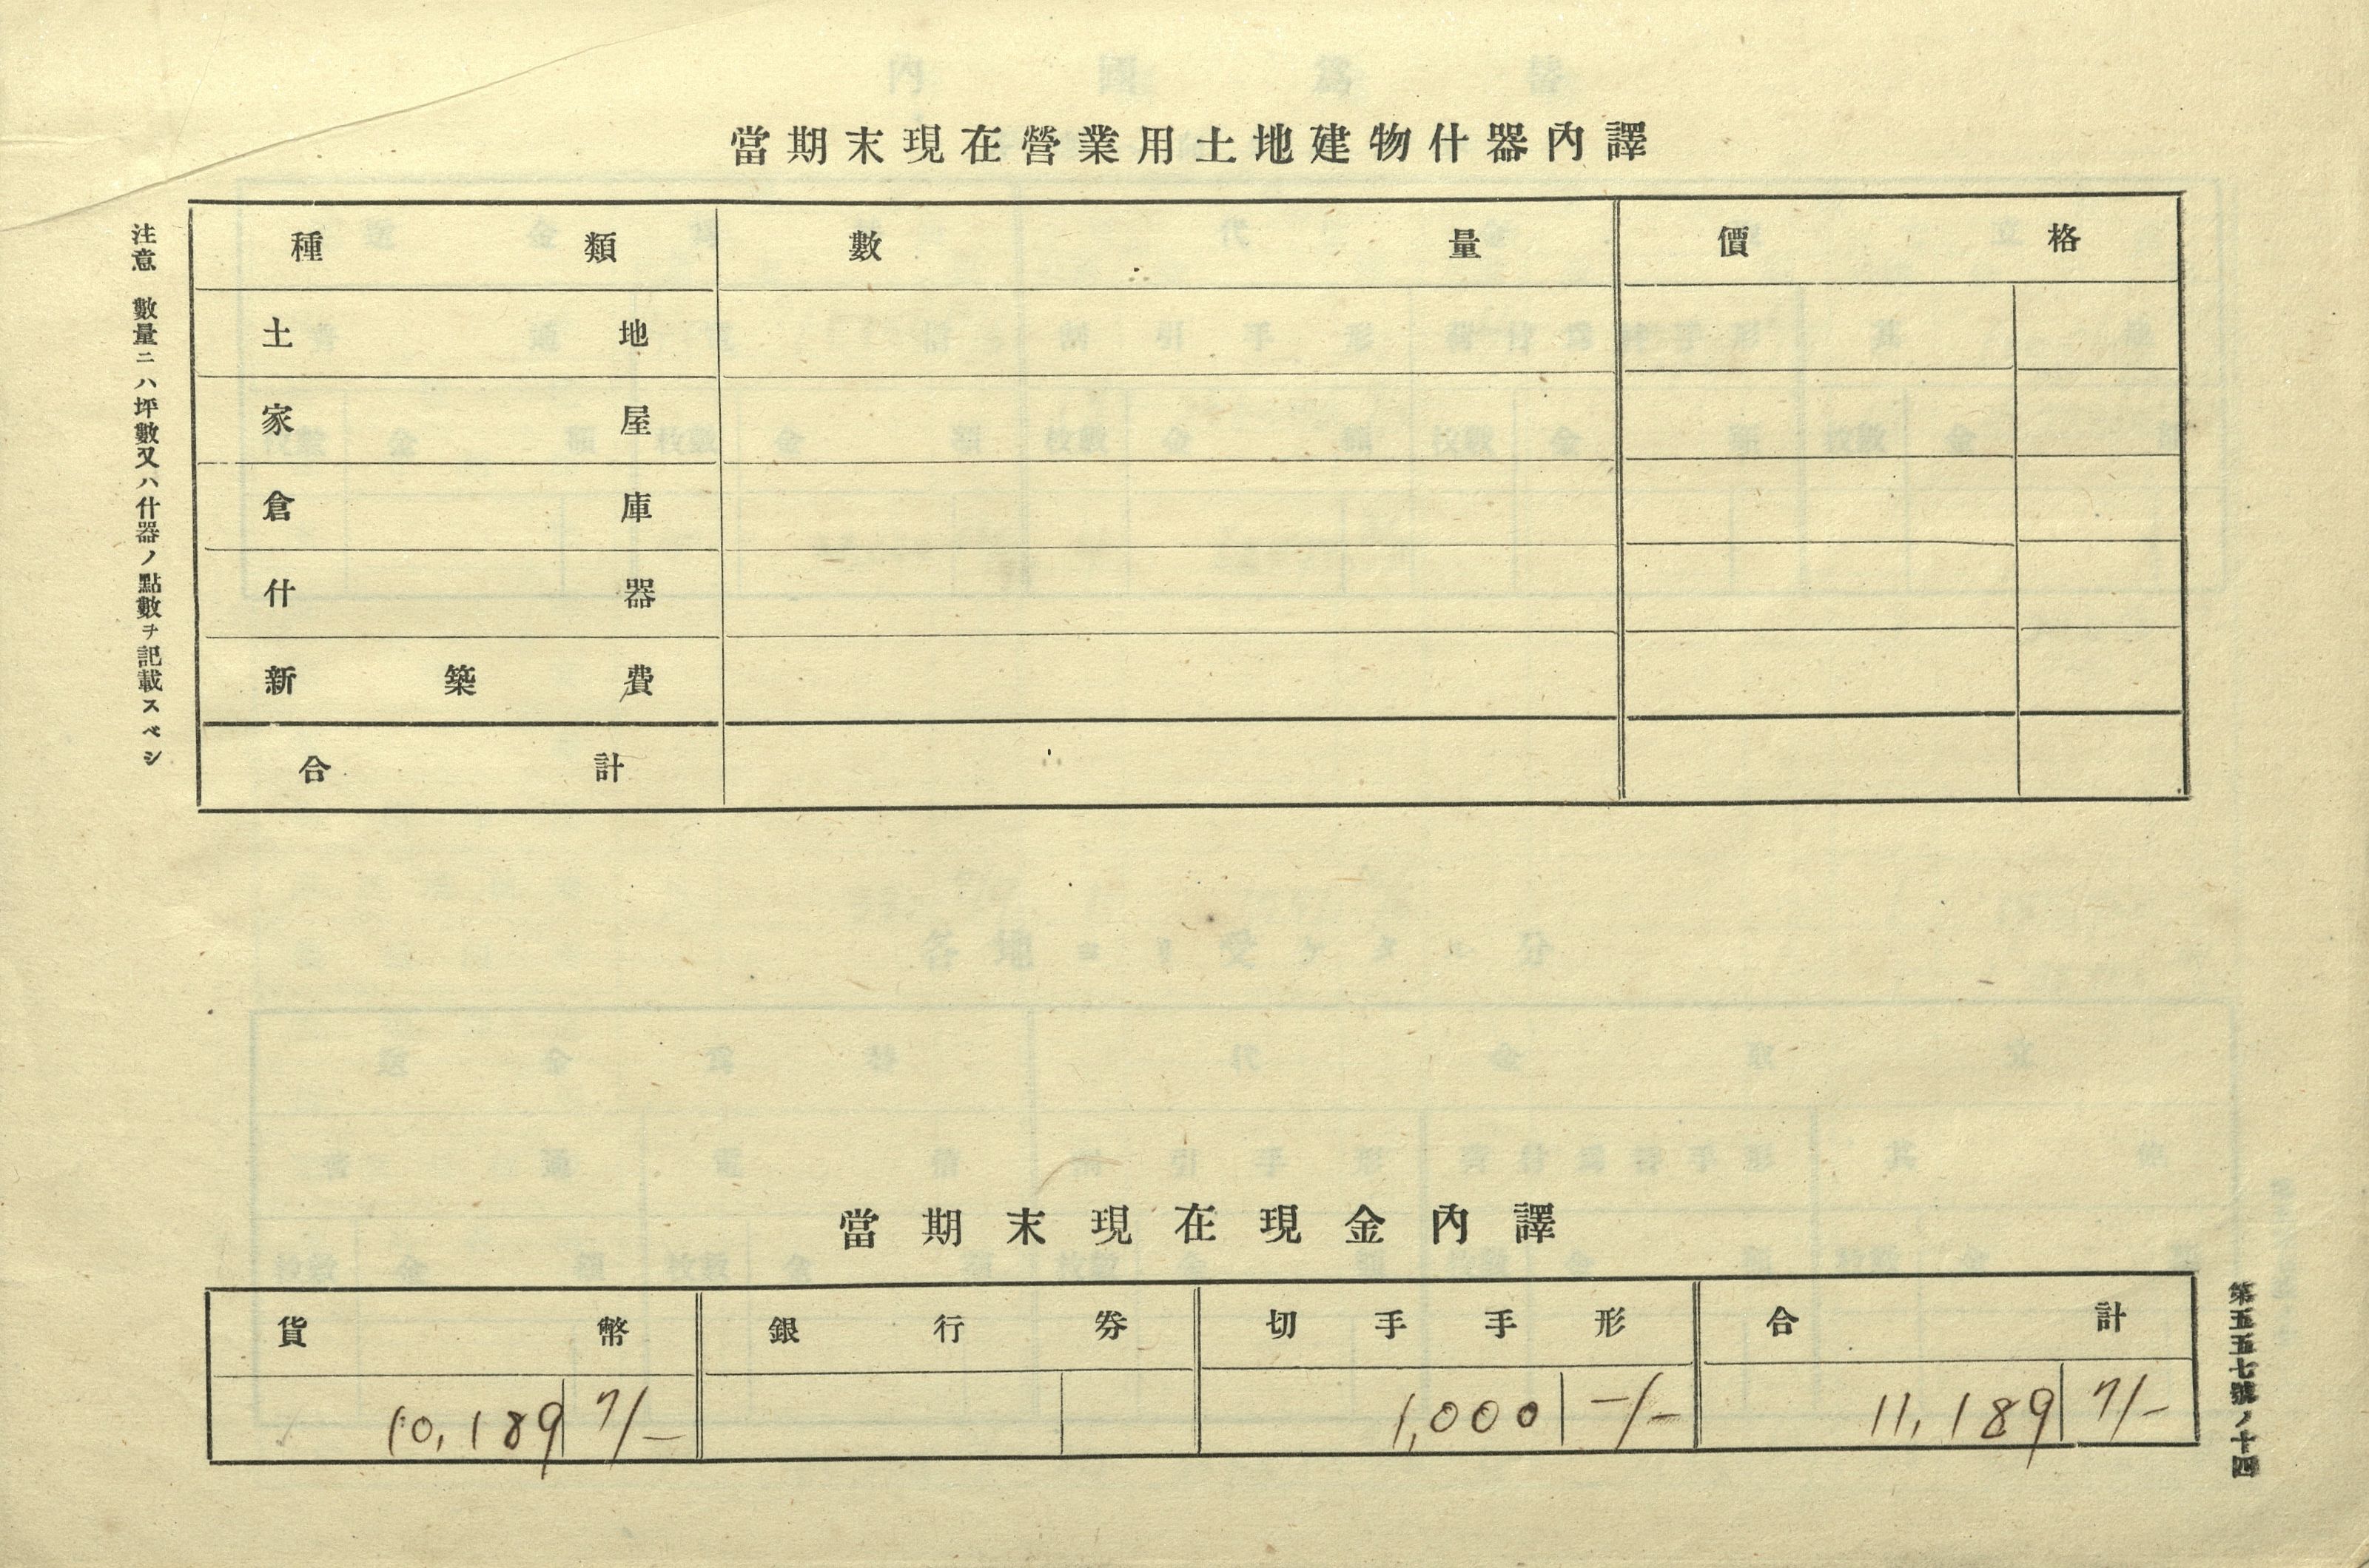 當期末現在營業用土地建物什器內譯
注意 數量ニハ坪數又ハ什器ノ點數ヲ記載スベシ
種類 數量 價格
土地
家屋
倉庫
什器
新築費
合計
當期末現在現金內譯
貨幣 銀行券 切手手形 合計
10,189 7/- 1,000 -/- 11,189 7/-
第五五七號ノ十四